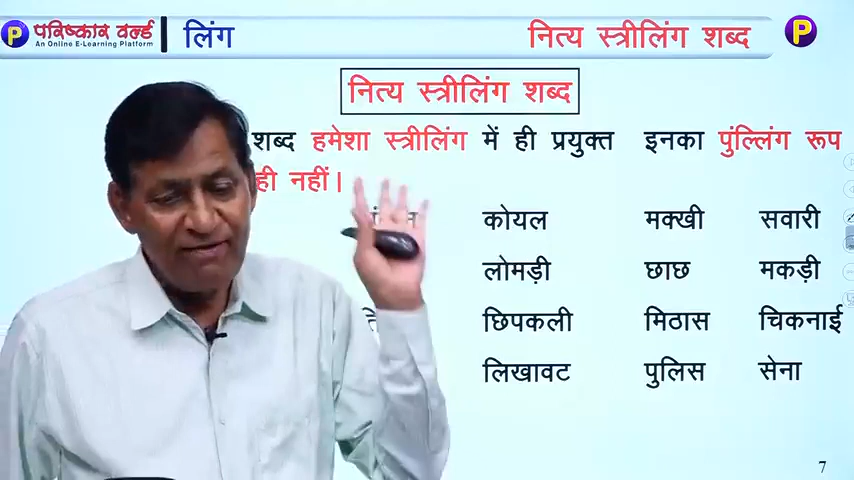 परिष्कार वर्ल्ड
An Online E-Learning Platform
लिंग
नित्य स्त्रीलिंग शब्द
नित्य स्त्रीलिंग शब्द
शब्द हमेशा स्त्रीलिंग में ही प्रयुक्त इनका पुंल्लिंग रूप
ही नहीं।
कोयल मक्खी सवारी
लोमड़ी छाछ मकड़ी
छिपकली मिठास चिकनाई
लिखावट पुलिस सेना
7